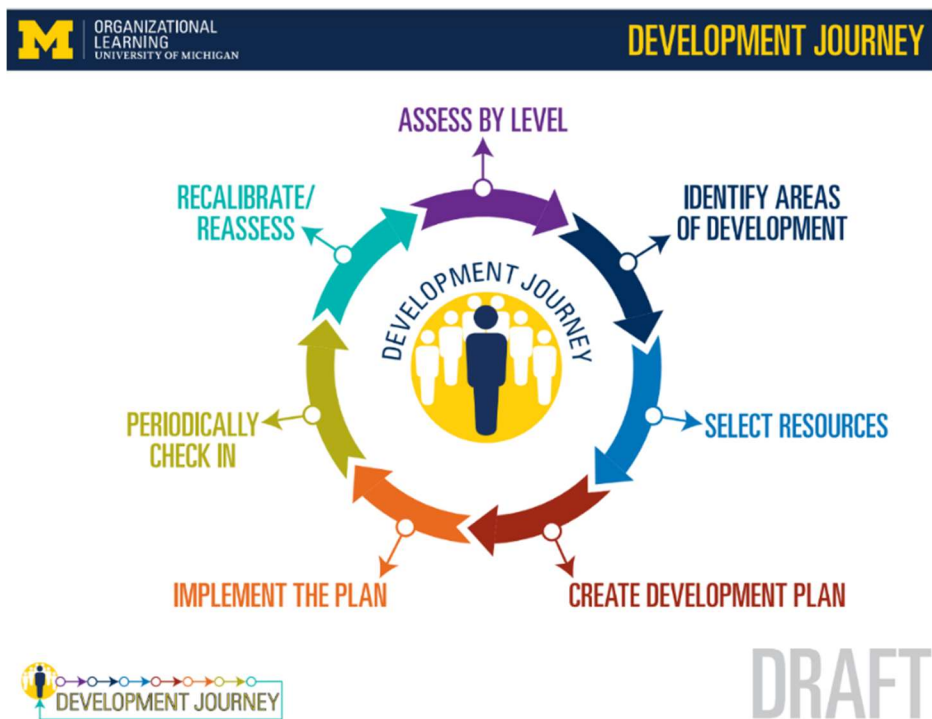 M
ORGANIZATIONAL
LEARNING
UNIVERSITY OF MICHIGAN
DEVELOPMENT JOURNEY
ASSESS BY LEVEL
IDENTIFY AREAS
OF DEVELOPMENT
SELECT RESOURCES
CREATE DEVELOPMENT PLAN
IMPLEMENT THE PLAN
PERIODICALLY
CHECK IN
RECALIBRATE/
REASSESS
DEVELOPMENT JOURNEY
DEVELOPMENT JOURNEY
DRAFT